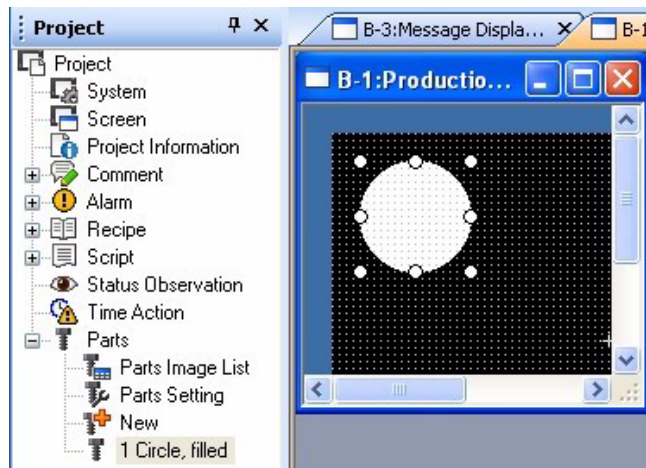 Project
Project
System
Screen
Project Information
Comment
Alarm
Recipe
Script
Status Observation
Time Action
Parts
Parts Image List
Parts Setting
New
1 Circle, filled
B-3:Message Displa...
B-1
B-1:Productio...